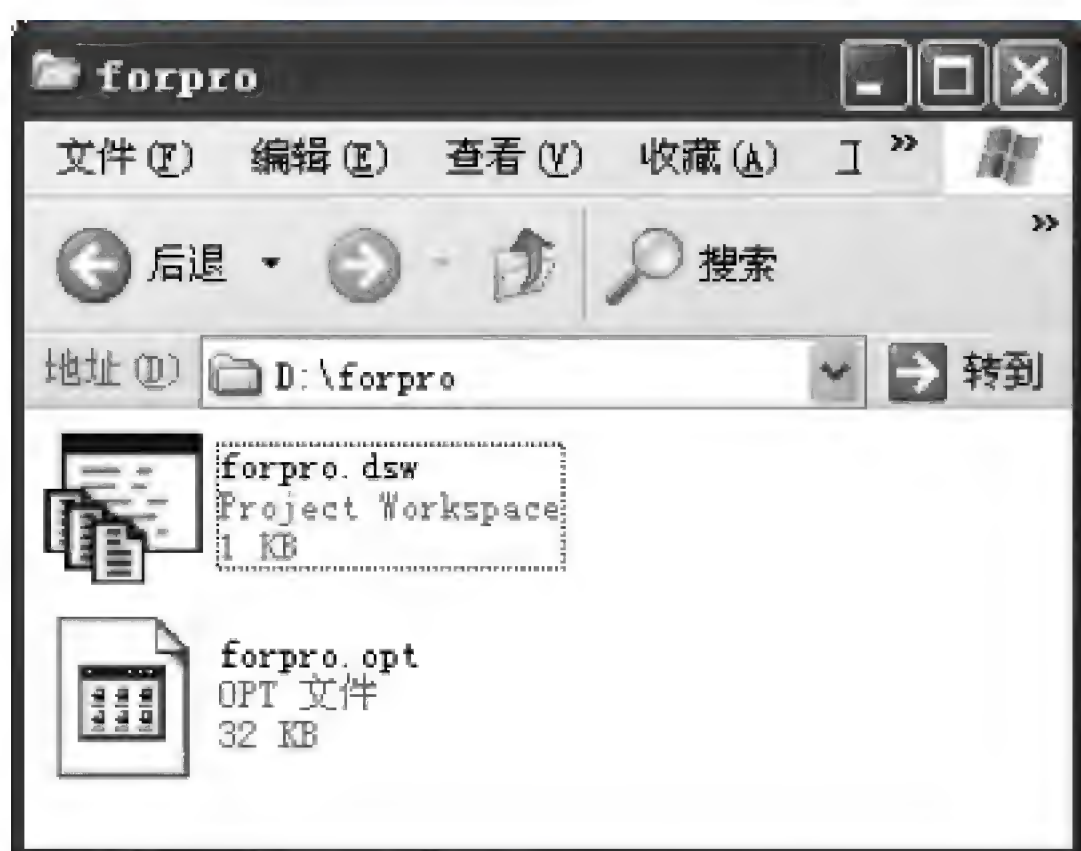 forpro
文件(F) 编辑(E) 查看(V) 收藏(A) 工 »
后退 搜索 »
地址(D) D:\forpro 转到
forpro.dsw
Project Workspace
1 KB
forpro.opt
OPT 文件
32 KB